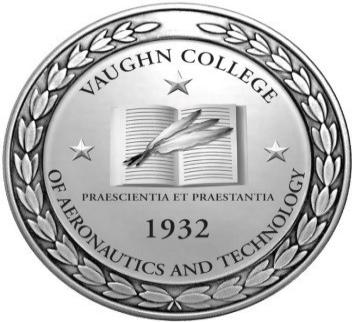 VAUGHN COLLEGE
PRAESCIENTIA ET PRAESTANTIA
1932
OF AERONAUTICS AND TECHNOLOGY